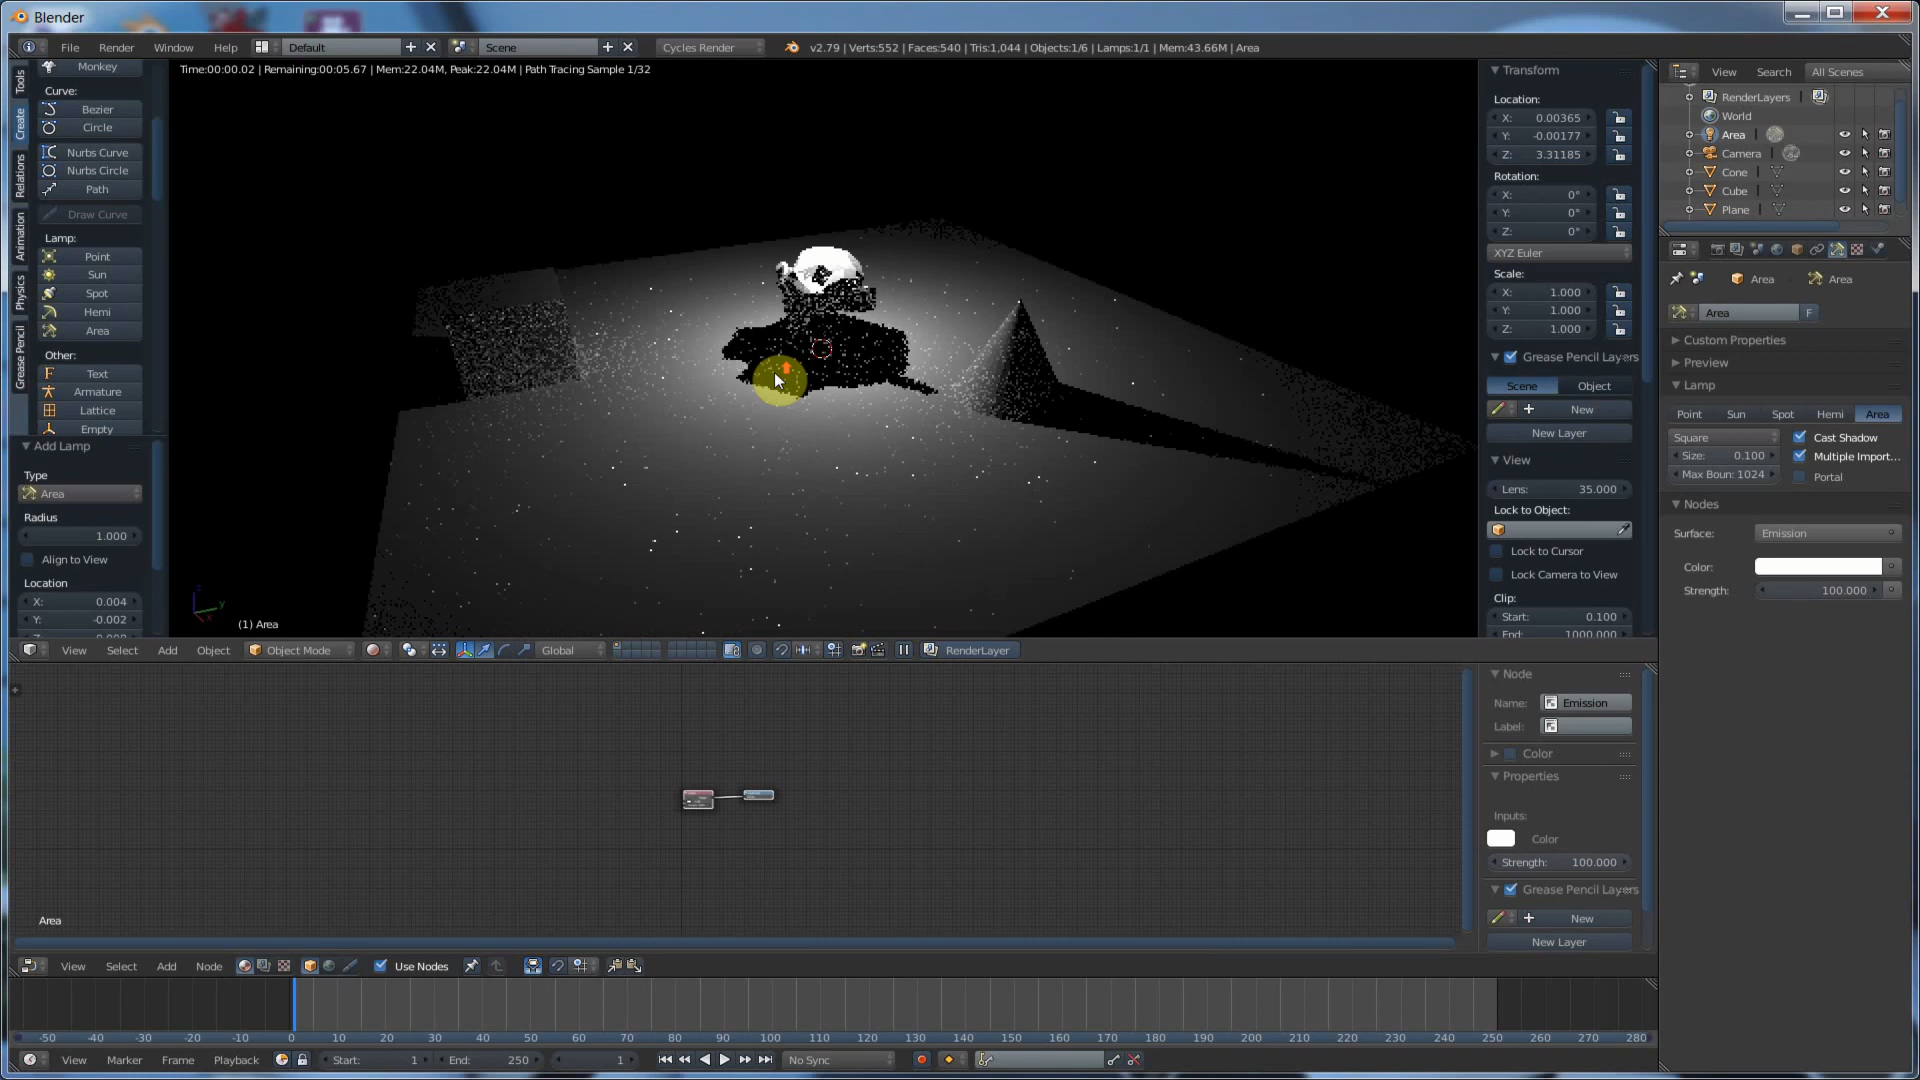 Blender
File Render Window Help Default Scene Cycles Render v2.79 | Verts:552 | Faces:540 | Tris:1,044 | Objects:1/6 | Lamps:1/1 | Mem:43.66M | Area
Time:00:00.02 | Remaining:00:05.67 | Mem:22.04M, Peak:22.04M | Path Tracing Sample 1/32
Tools
Create
Relations
Animation
Physics
Grease Pencil
Monkey
Curve:
Bezier
Circle
Nurbs Curve
Nurbs Circle
Path
Draw Curve
Lamp:
Point
Sun
Spot
Hemi
Area
Other:
Text
Armature
Lattice
Empty
Add Lamp
Type
Area
Radius
1.000
Align to View
Location
X: 0.004
Y: -0.002
(1) Area
Transform
Location:
X: 0.00365
Y: -0.00177
Z: 3.31185
Rotation:
X: 0°
Y: 0°
Z: 0°
XYZ Euler
Scale:
X: 1.000
Y: 1.000
Z: 1.000
Grease Pencil Layers
Scene Object
New
New Layer
View
Lens: 35.000
Lock to Object:
Lock to Cursor
Lock Camera to View
Clip:
Start: 0.100
End: 1000.000
View Search All Scenes
RenderLayers
World
Area
Camera
Cone
Cube
Plane
Area Area
Area F
Custom Properties
Preview
Lamp
Point Sun Spot Hemi Area
Square Cast Shadow
Size: 0.100 Multiple Import...
Max Boun: 1024 Portal
Nodes
Surface: Emission
Color:
Strength: 100.000
View Select Add Object Object Mode Global RenderLayer
Area
Node
Name: Emission
Label:
Color
Properties
Inputs:
Color
Strength: 100.000
Grease Pencil Layers
New
New Layer
View Select Add Node Use Nodes
-50 -40 -30 -20 -10 0 10 20 30 40 50 60 70 80 90 100 110 120 130 140 150 160 170 180 190 200 210 220 230 240 250 260 270 280
View Marker Frame Playback Start: 1 End: 250 1 No Sync